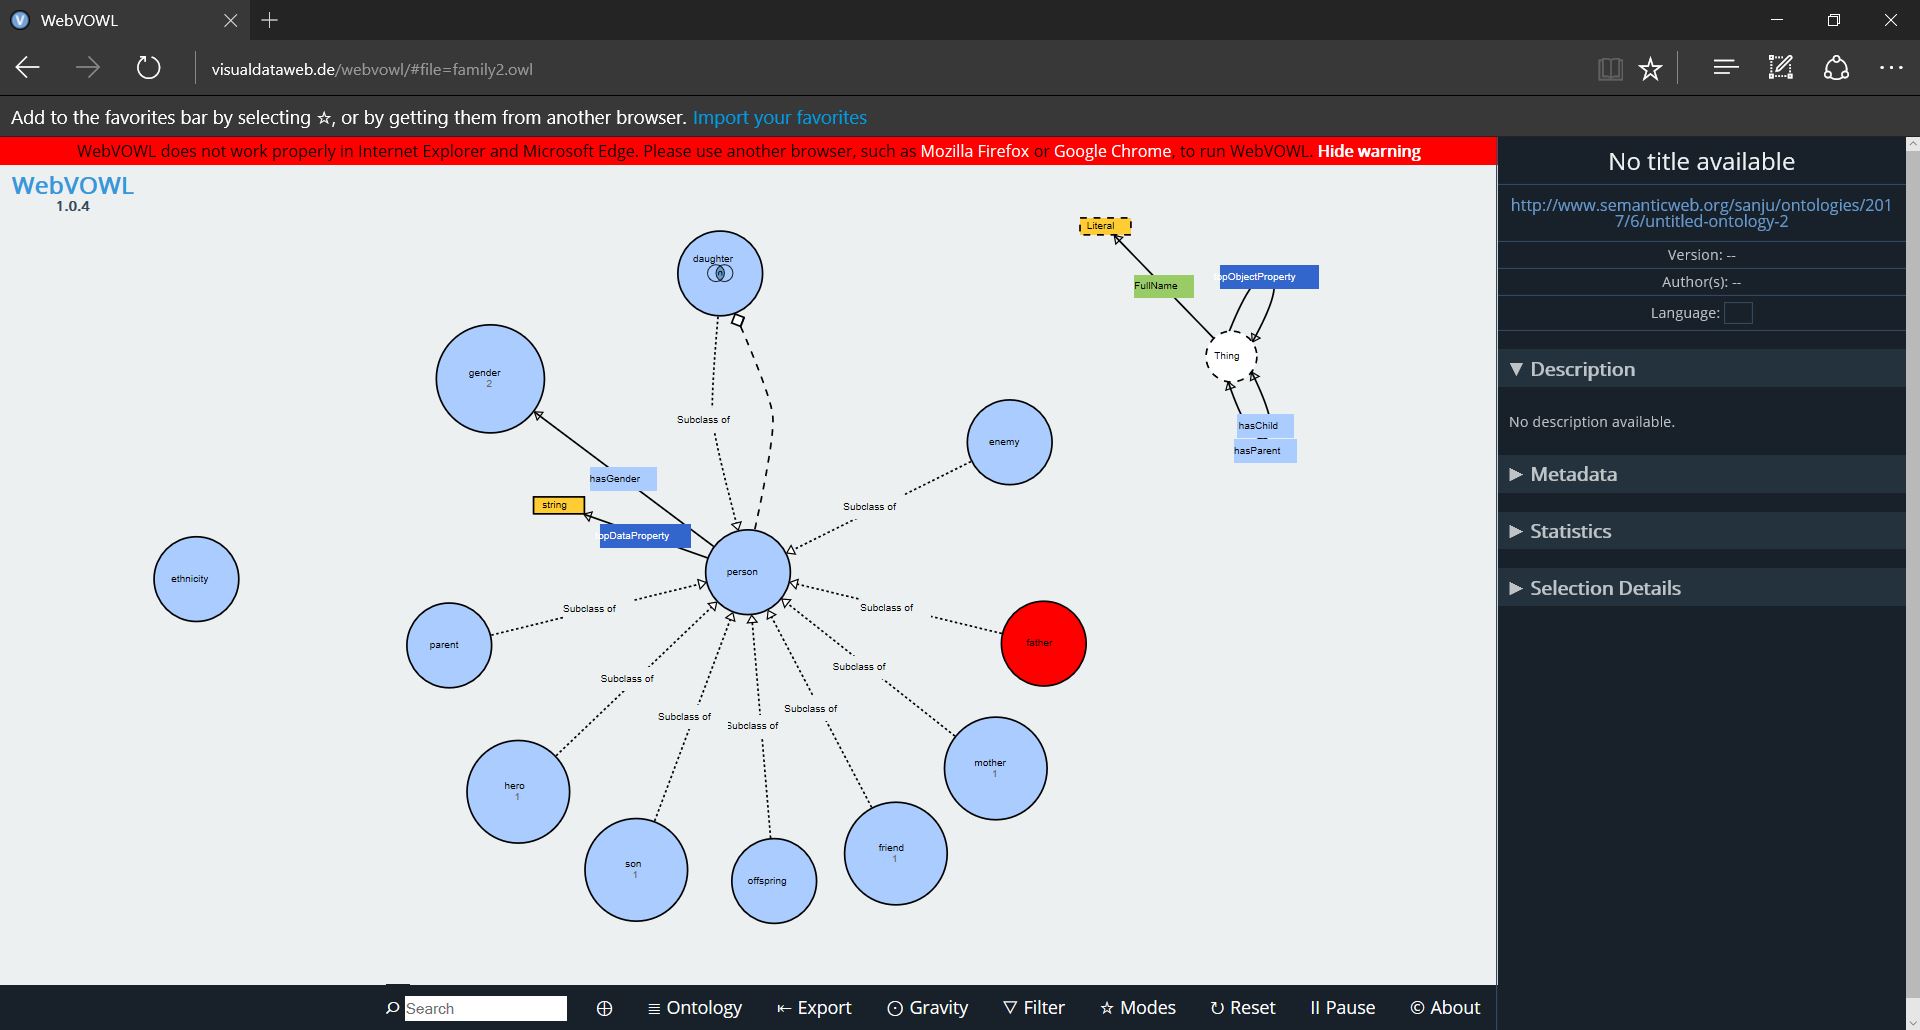 WebVOWL
visualdataweb.de/webvowl/#file=family2.owl
Add to the favorites bar by selecting ☆, or by getting them from another browser. Import your favorites
WebVOWL does not work properly in Internet Explorer and Microsoft Edge. Please use another browser, such as Mozilla Firefox or Google Chrome to run WebVOWL. Hide warning
WebVOWL
1.0.4
Literal
daughter
FullName
opObjectProperty
Thing
gender
2
Subclass of
hasChild
enemy
hasParent
hasGender
string
Subclass of
opDataProperty
person
ethnicity
Subclass of
Subclass of
parent
father
Subclass of
Subclass of
Subclass of
Subclass of
Subclass of
mother
1
hero
1
friend
1
son
1
offspring
Search
Ontology
Export
Gravity
Filter
Modes
Reset
Pause
© About
No title available
http://www.semanticweb.org/sanju/ontologies/201
7/6/untitled-ontology-2
Version: --
Author(s): --
Language:
Description
No description available.
Metadata
Statistics
Selection Details